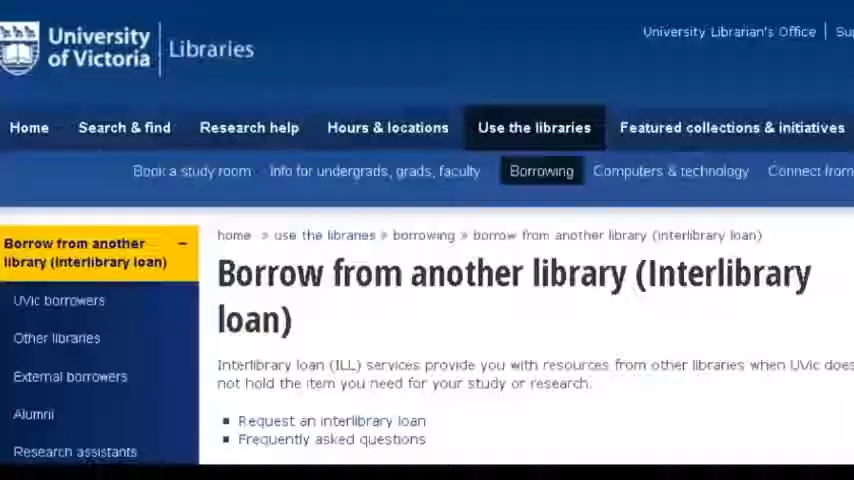 University
of Victoria
Libraries
University Librarian's Office
Home Search & find Research help Hours & locations Use the libraries Featured collections & initiatives
Book a study room Info for undergrads, grads, faculty Borrowing Computers & technology Connect from
Borrow from another
library (Interlibrary loan)
UVic borrowers
Other libraries
External borrowers
Alumni
Research assistants
home » use the libraries » borrowing » borrow from another library (interlibrary loan)
Borrow from another library (Interlibrary
loan)
Interlibrary loan (ILL) services provide you with resources from other libraries when UVic does
not hold the item you need for your study or research.
Request an interlibrary loan
Frequently asked questions